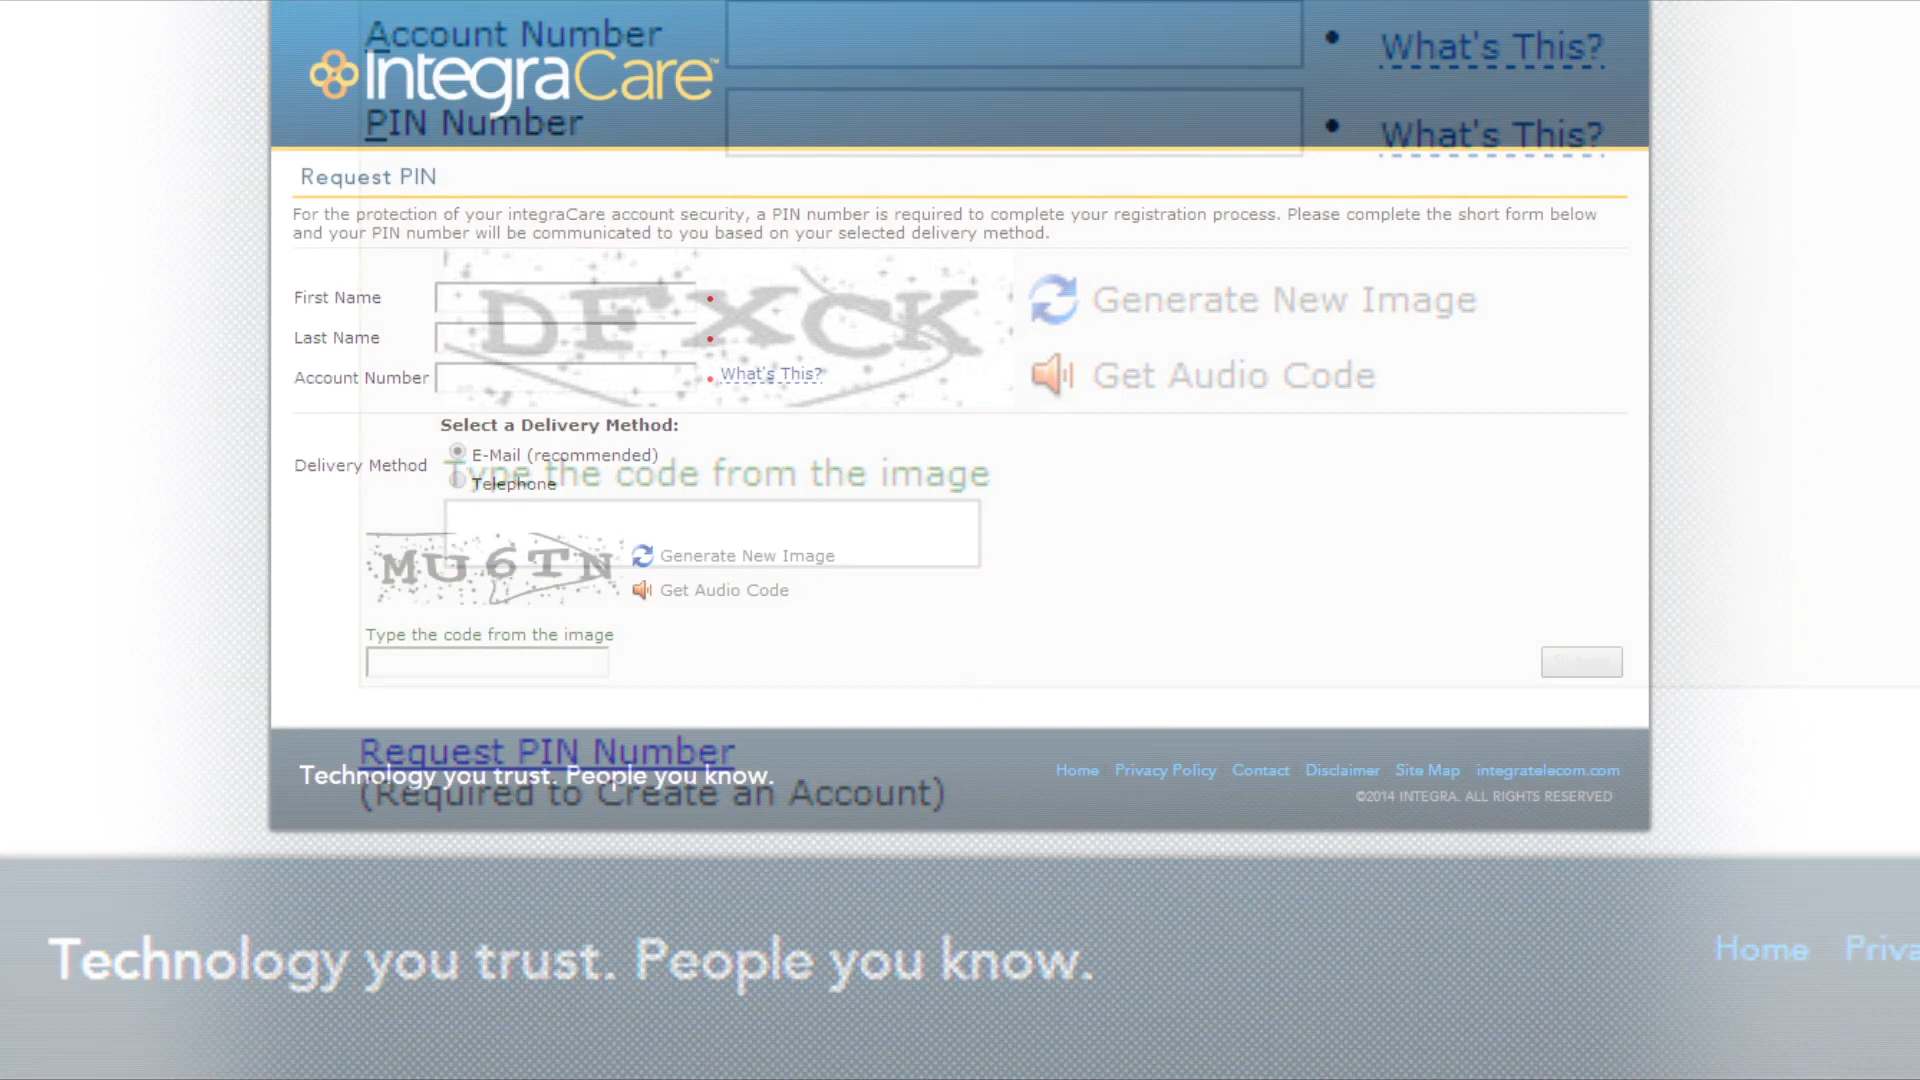 Account Number
What's This?
IntegraCare™
PIN Number
What's This?
Request PIN
For the protection of your integraCare account security, a PIN number is required to complete your registration process. Please complete the short form below
and your PIN number will be communicated to you based on your selected delivery method.
First Name
Last Name
Account Number
What's This?
DFXCK
Generate New Image
Get Audio Code
Select a Delivery Method:
Delivery Method
E-Mail (recommended)
Telephone
Type the code from the image
MU6TN
Generate New Image
Get Audio Code
Type the code from the image
Request PIN Number
(Required to Create an Account)
Technology you trust. People you know.
Home Privacy Policy Contact Disclaimer Site Map integratelecom.com
©2014 INTEGRA. ALL RIGHTS RESERVED
Technology you trust. People you know.
Home Priva